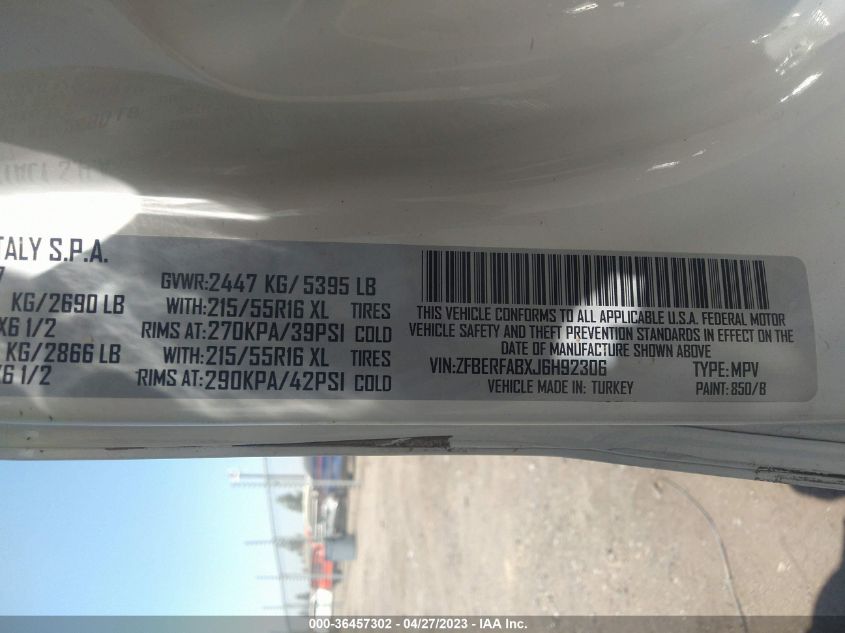 TALY S.P.A.
7
GVWR:2447 KG/5395 LB
KG/2690 LB WITH:215/55R16 XL TIRES
X6 1/2 RIMS AT:270KPA/39PSI COLD
KG/2866 LB WITH:215/55R16 XL TIRES
X6 1/2 RIMS AT:290KPA/42PSI COLD
THIS VEHICLE CONFORMS TO ALL APPLICABLE U.S.A. FEDERAL MOTOR
VEHICLE SAFETY AND THEFT PREVENTION STANDARDS IN EFFECT ON THE
DATE OF MANUFACTURE SHOWN ABOVE
VIN:ZFBERFABXJ6H92306 TYPE:MPV
VEHICLE MADE IN: TURKEY PAINT:850/B
000-36457302 - 04/27/2023 - IAA Inc.